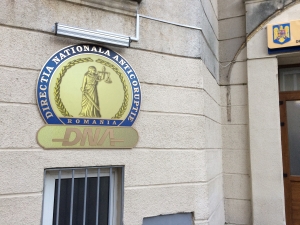 DIRECTIA NATIONALA ANTICORUPTIE
ROMANIA
DNA